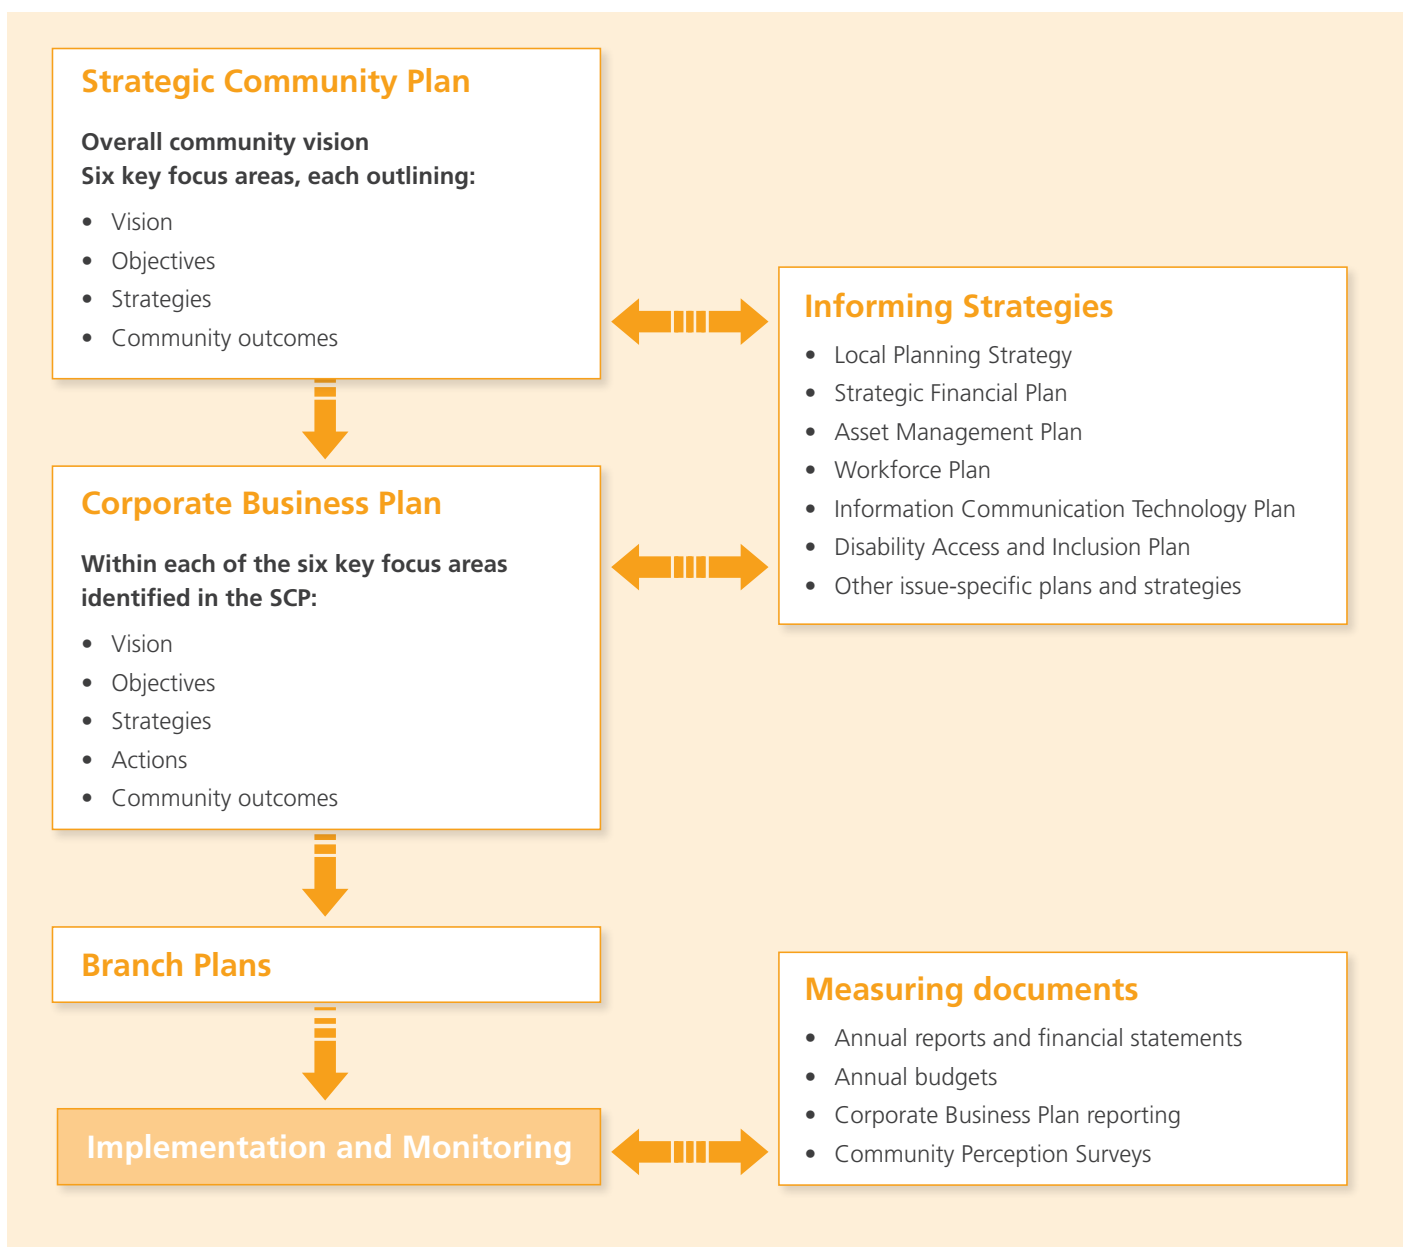 Strategic Community Plan
Overall community vision
Six key focus areas, each outlining:
• Vision
• Objectives
• Strategies
• Community outcomes
Informing Strategies
• Local Planning Strategy
• Strategic Financial Plan
• Asset Management Plan
• Workforce Plan
• Information Communication Technology Plan
• Disability Access and Inclusion Plan
• Other issue-specific plans and strategies
Corporate Business Plan
Within each of the six key focus areas
identified in the SCP:
• Vision
• Objectives
• Strategies
• Actions
• Community outcomes
Branch Plans
Implementation and Monitoring
Measuring documents
• Annual reports and financial statements
• Annual budgets
• Corporate Business Plan reporting
• Community Perception Surveys